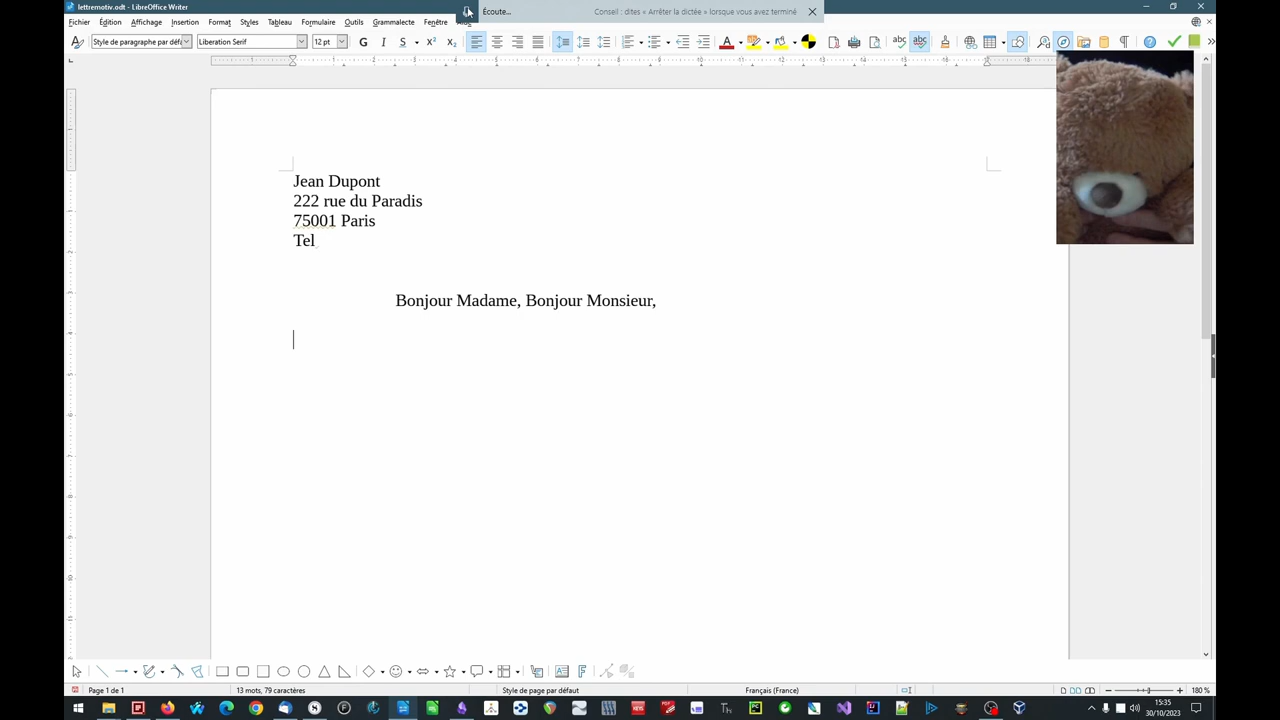 lettremotiv.odt - LibreOffice Writer
Écoute...
Conseil : dites « Arrêter la dictée » lorsque vous avez terminé
Fichier Édition Affichage Insertion Format Styles Tableau Formulaire Outils Grammalecte Fenêtre
Style de paragraphe par défa Liberation Serif 12 pt G I S
Jean Dupont
222 rue du Paradis
75001 Paris
Tel
Bonjour Madame, Bonjour Monsieur,
Page 1 de 1 13 mots, 79 caractères Style de page par défaut Français (France) 180 %
15:35
30/10/2023